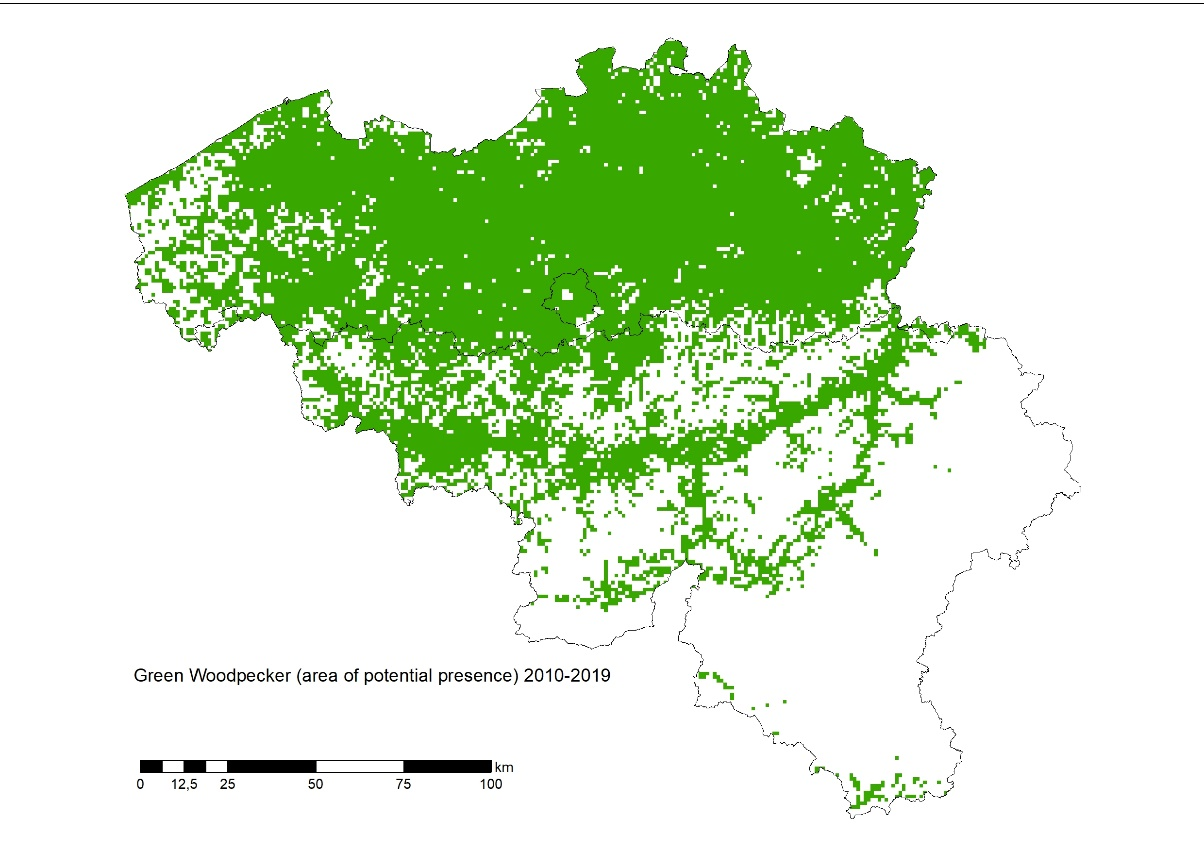 Green Woodpecker (area of potential presence) 2010-2019
km
0 12,5 25 50 75 100